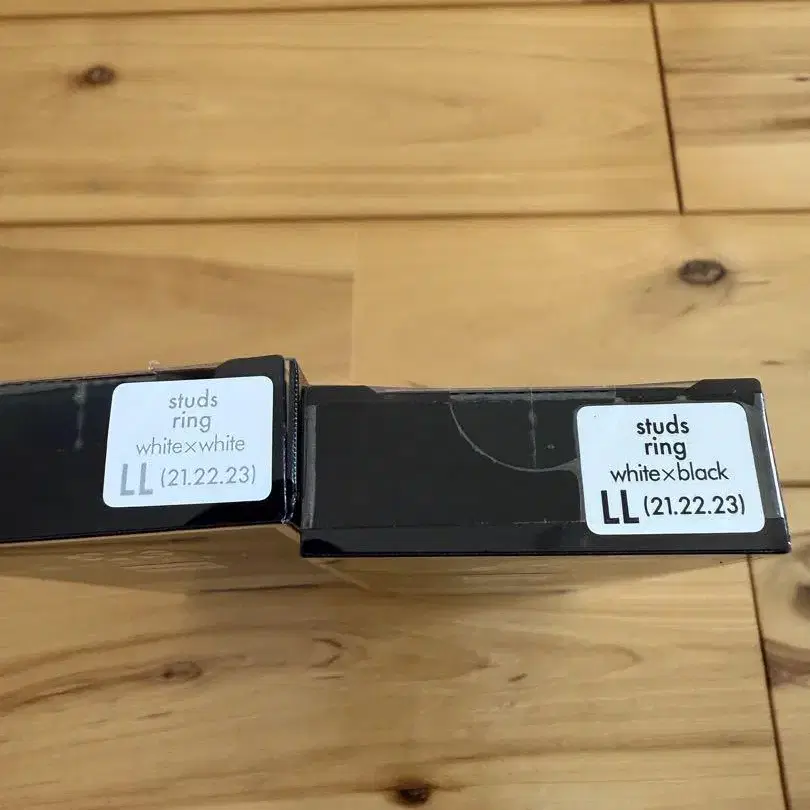 studs
ring
white×white
LL (21.22.23)
studs
ring
white×black
LL (21.22.23)